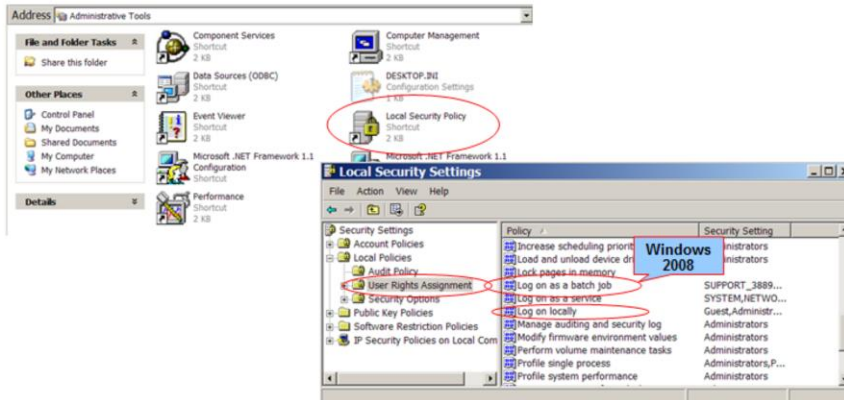 Address Administrative Tools
File and Folder Tasks
Share this folder
Other Places
Control Panel
My Documents
Shared Documents
My Computer
My Network Places
Details
Component Services
Shortcut
2 KB
Computer Management
Shortcut
2 KB
Data Sources (ODBC)
Shortcut
2 KB
DESKTOP.INI
Configuration Settings
1 KB
Event Viewer
Shortcut
2 KB
Local Security Policy
Shortcut
2 KB
Microsoft .NET Framework 1.1
Configuration
Shortcut
Microsoft .NET Framework 1.1
Performance
Shortcut
2 KB
Local Security Settings
File Action View Help
Security Settings
Account Policies
Local Policies
Audit Policy
User Rights Assignment
Security Options
Public Key Policies
Software Restriction Policies
IP Security Policies on Local Com
Policy Security Setting
Increase scheduling priorit
Load and unload device dr
Lock pages in memory
Log on as a batch job SUPPORT_3889...
Log on as a service SYSTEM,NETWO...
Log on locally Guest,Administr...
Manage auditing and security log Administrators
Modify firmware environment values Administrators
Perform volume maintenance tasks Administrators
Profile single process Administrators,P...
Profile system performance Administrators
Windows
2008